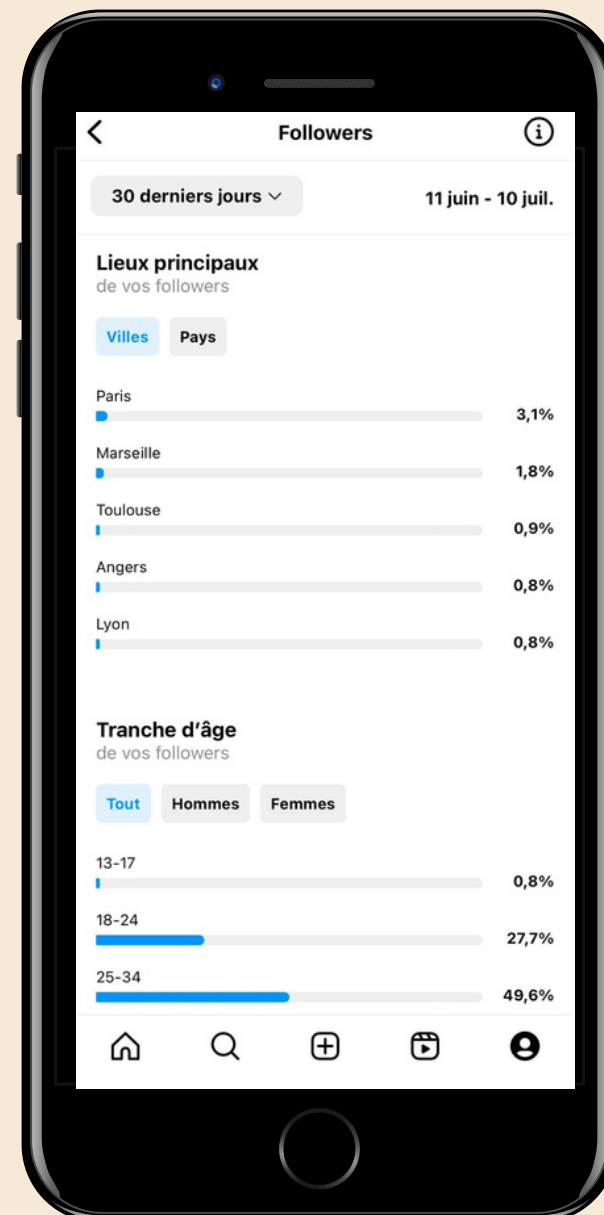 Followers
30 derniers jours
11 juin - 10 juil.
Lieux principaux
de vos followers
Villes Pays
Paris
3,1%
Marseille
1,8%
Toulouse
0,9%
Angers
0,8%
Lyon
0,8%
Tranche d'âge
de vos followers
Tout Hommes Femmes
13-17
0,8%
18-24
27,7%
25-34
49,6%